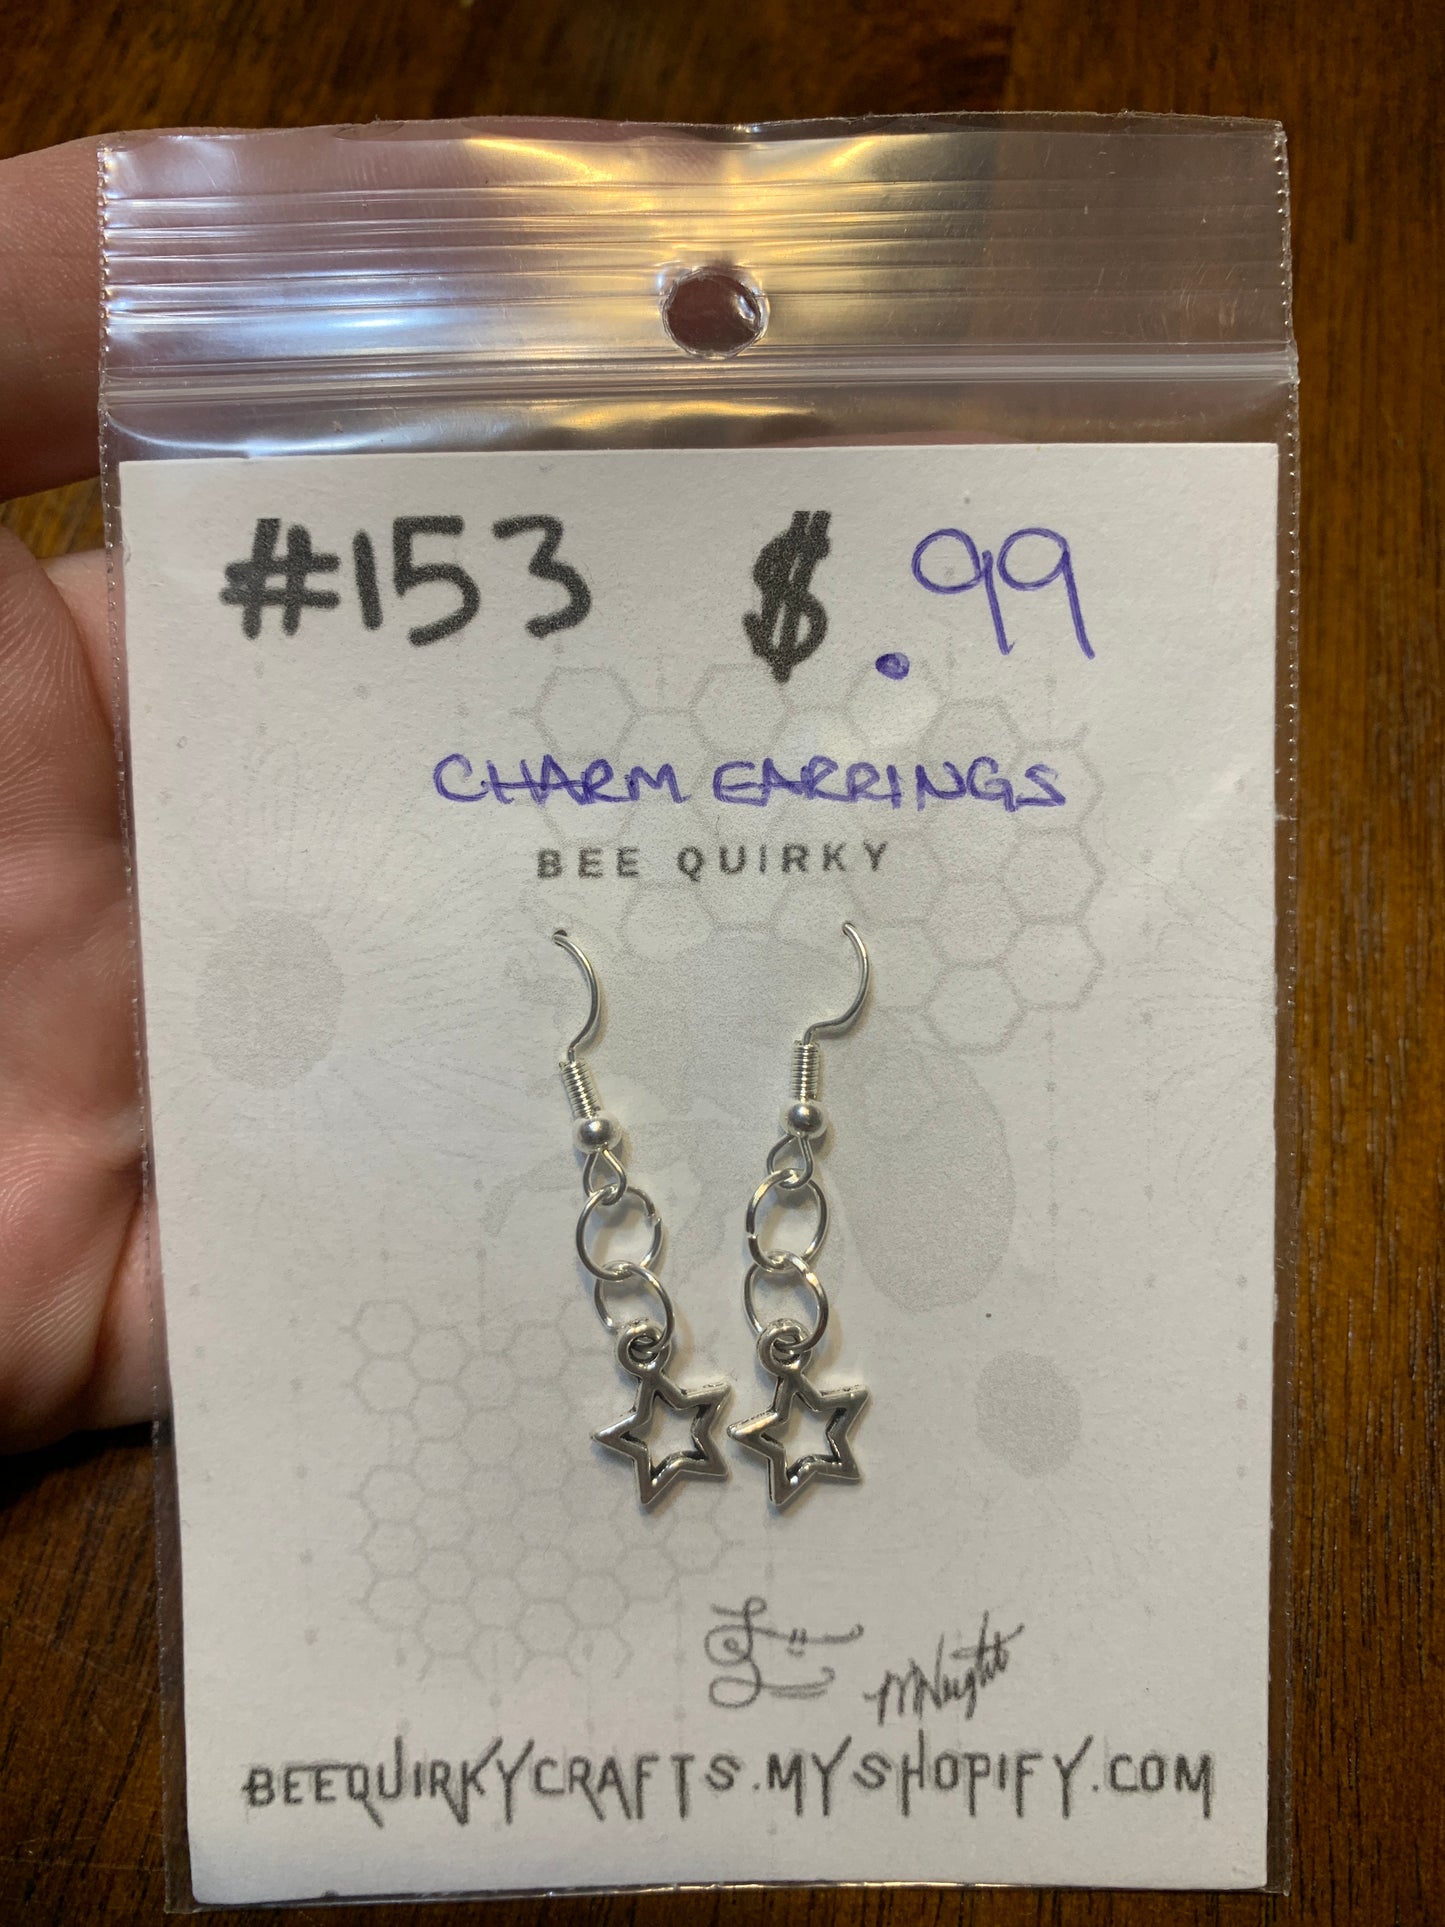 #153 $.99
CHARM EARRINGS
BEE QUIRKY
BEEQUIRKYCRAFTS.MYSHOPIFY.COM